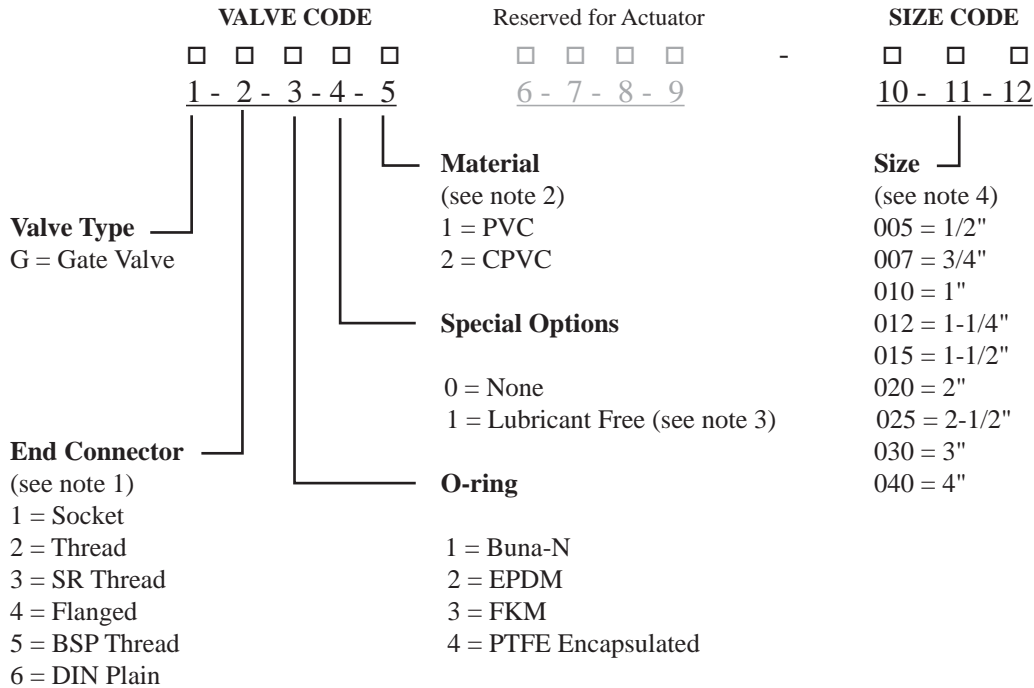 VALVE CODE
Reserved for Actuator
SIZE CODE
-
1 - 2 - 3 - 4 - 5
6 - 7 - 8 - 9
10 - 11 - 12
Valve Type
G = Gate Valve
End Connector
(see note 1)
1 = Socket
2 = Thread
3 = SR Thread
4 = Flanged
5 = BSP Thread
6 = DIN Plain
Material
(see note 2)
1 = PVC
2 = CPVC
Special Options
0 = None
1 = Lubricant Free (see note 3)
O-ring
1 = Buna-N
2 = EPDM
3 = FKM
4 = PTFE Encapsulated
Size
(see note 4)
005 = 1/2"
007 = 3/4"
010 = 1"
012 = 1-1/4"
015 = 1-1/2"
020 = 2"
025 = 2-1/2"
030 = 3"
040 = 4"